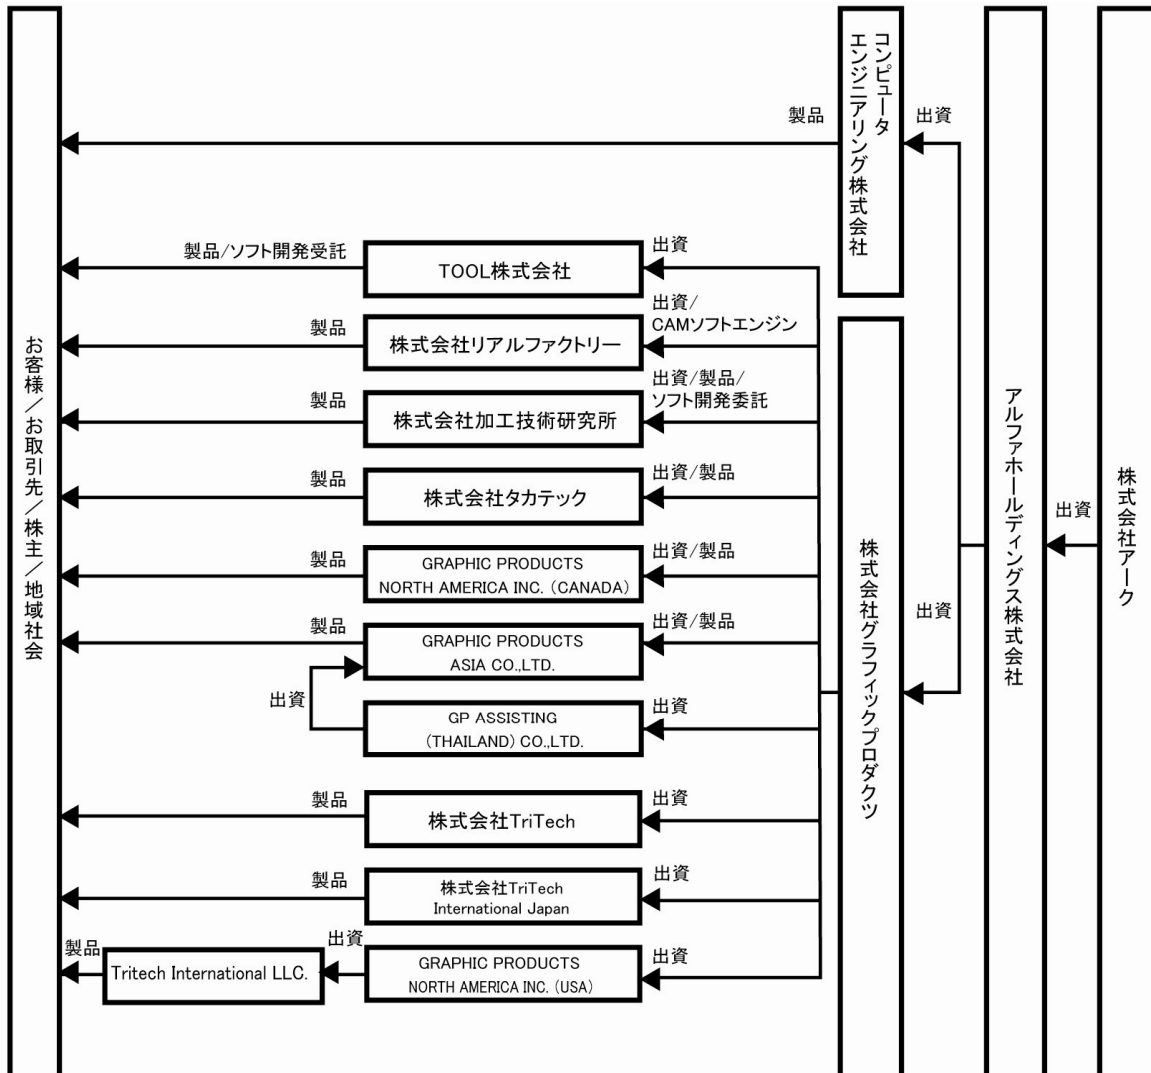 お客様／お取引先／株主／地域社会
コンピュータ
エンジニアリング株式会社
株式会社グラフィックプロダクツ
アルファホールディングス株式会社
株式会社アーク
製品
出資
出資
出資
製品/ソフト開発受託
TOOL株式会社
出資
製品
株式会社リアルファクトリー
出資/
CAMソフトエンジン
製品
株式会社加工技術研究所
出資/製品/
ソフト開発委託
製品
株式会社タカテック
出資/製品
製品
GRAPHIC PRODUCTS
NORTH AMERICA INC. (CANADA)
出資/製品
製品
GRAPHIC PRODUCTS
ASIA CO.,LTD.
出資/製品
出資
GP ASSISTING
(THAILAND) CO.,LTD.
出資
製品
株式会社TriTech
出資
製品
株式会社TriTech
International Japan
出資
製品
Tritech International LLC.
出資
GRAPHIC PRODUCTS
NORTH AMERICA INC. (USA)
出資